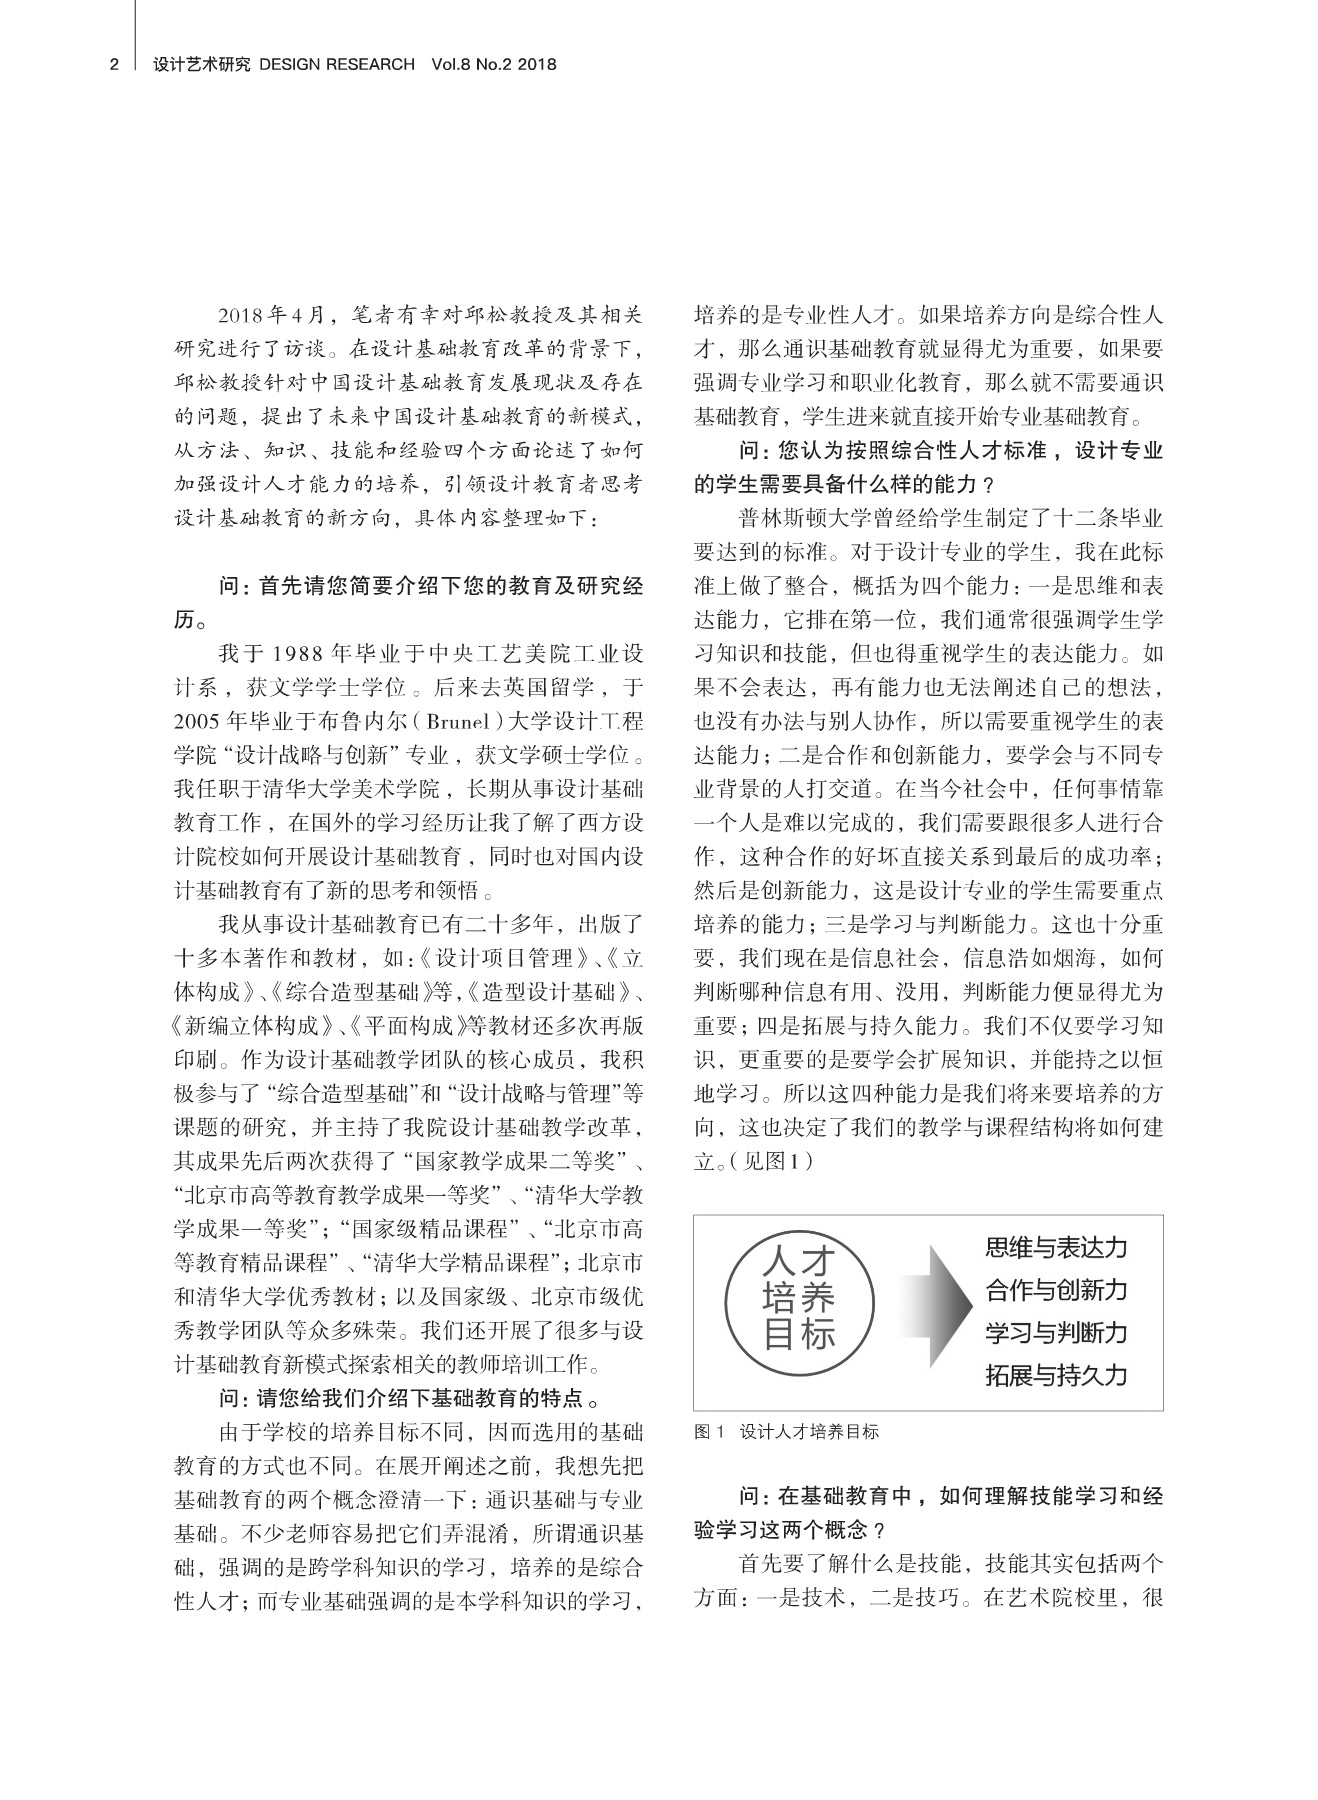 2 设计艺术研究 DESIGN RESEARCH Vol.8 No.2 2018
2018年4月，笔者有幸对邱松教授及其相关
研究进行了访谈。在设计基础教育改革的背景下，
邱松教授针对中国设计基础教育发展现状及存在
的问题，提出了未来中国设计基础教育的新模式，
从方法、知识、技能和经验四个方面论述了如何
加强设计人才能力的培养，引领设计教育者思考
设计基础教育的新方向，具体内容整理如下：
问：首先请您简要介绍下您的教育及研究经
历。
我于 1988 年毕业于中央工艺美院工业设
计系，获文学学士学位。后来去英国留学，于
2005 年毕业于布鲁内尔（Brunel）大学设计工程
学院“设计战略与创新”专业，获文学硕士学位。
我任职于清华大学美术学院，长期从事设计基础
教育工作，在国外的学习经历让我了解了西方设
计院校如何开展设计基础教育，同时也对国内设
计基础教育有了新的思考和领悟。
我从事设计基础教育已有二十多年，出版了
十多本著作和教材，如：《设计项目管理》、《立
体构成》、《综合造型基础》等，《造型设计基础》、
《新编立体构成》、《平面构成》等教材还多次再版
印刷。作为设计基础教学团队的核心成员，我积
极参与了“综合造型基础”和“设计战略与管理”等
课题的研究，并主持了我院设计基础教学改革，
其成果先后两次获得了“国家教学成果二等奖”、
“北京市高等教育教学成果一等奖”、“清华大学教
学成果一等奖”；“国家级精品课程”、“北京市高
等教育精品课程”、“清华大学精品课程”；北京市
和清华大学优秀教材；以及国家级、北京市级优
秀教学团队等众多殊荣。我们还开展了很多与设
计基础教育新模式探索相关的教师培训工作。
问：请您给我们介绍下基础教育的特点。
由于学校的培养目标不同，因而选用的基础
教育的方式也不同。在展开阐述之前，我想先把
基础教育的两个概念澄清一下：通识基础与专业
基础。不少老师容易把它们弄混淆，所谓通识基
础，强调的是跨学科知识的学习，培养的是综合
性人才；而专业基础强调的是本学科知识的学习，
培养的是专业性人才。如果培养方向是综合性人
才，那么通识基础教育就显得尤为重要，如果要
强调专业学习和职业化教育，那么就不需要通识
基础教育，学生进来就直接开始专业基础教育。
问：您认为按照综合性人才标准，设计专业
的学生需要具备什么样的能力？
普林斯顿大学曾经给学生制定了十二条毕业
要达到的标准。对于设计专业的学生，我在此标
准上做了整合，概括为四个能力：一是思维和表
达能力，它排在第一位，我们通常很强调学生学
习知识和技能，但也得重视学生的表达能力。如
果不会表达，再有能力也无法阐述自己的想法，
也没有办法与别人协作，所以需要重视学生的表
达能力；二是合作和创新能力，要学会与不同专
业背景的人打交道。在当今社会中，任何事情靠
一个人是难以完成的，我们需要跟很多人进行合
作，这种合作的好坏直接关系到最后的成功率；
然后是创新能力，这是设计专业的学生需要重点
培养的能力；三是学习与判断能力。这也十分重
要，我们现在是信息社会，信息浩如烟海，如何
判断哪种信息有用、没用，判断能力便显得尤为
重要；四是拓展与持久能力。我们不仅要学习知
识，更重要的是要学会扩展知识，并能持之以恒
地学习。所以这四种能力是我们将来要培养的方
向，这也决定了我们的教学与课程结构将如何建
立。（见图1）
人才
培养
目标
思维与表达力
合作与创新力
学习与判断力
拓展与持久力
图 1 设计人才培养目标
问：在基础教育中，如何理解技能学习和经
验学习这两个概念？
首先要了解什么是技能，技能其实包括两个
方面：一是技术，二是技巧。在艺术院校里，很